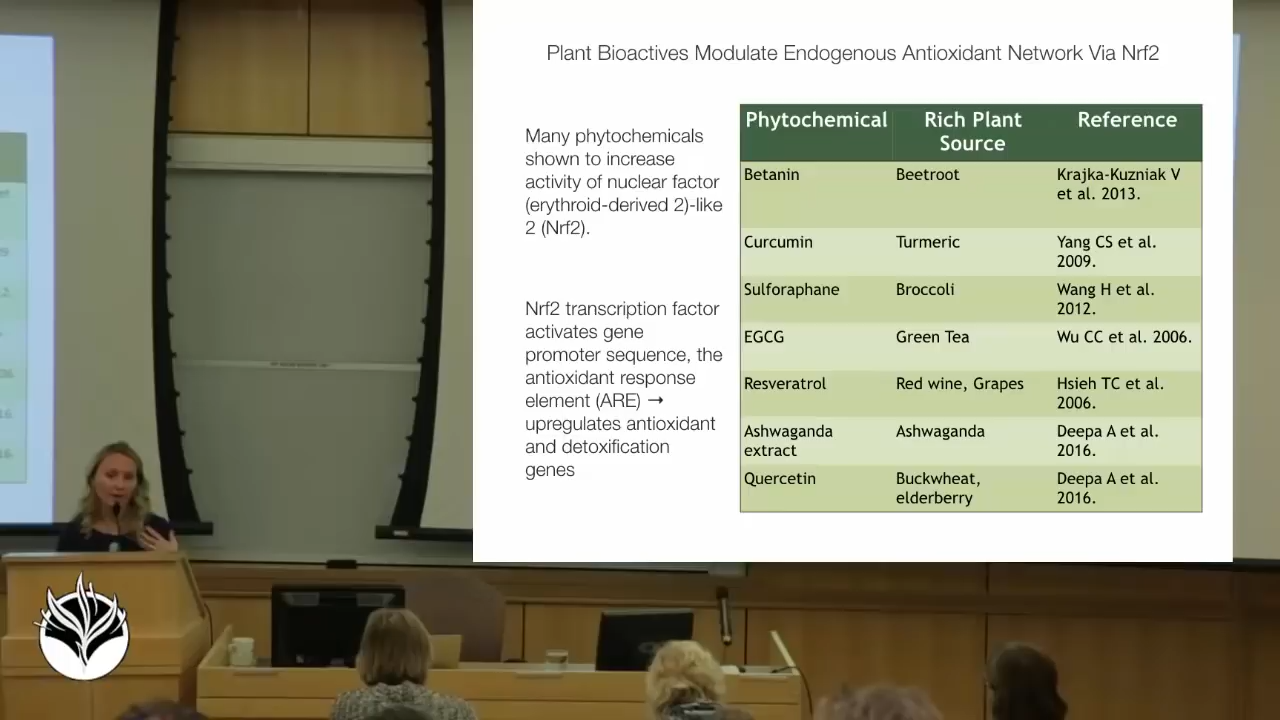 Plant Bioactives Modulate Endogenous Antioxidant Network Via Nrf2
Many phytochemicals
shown to increase
activity of nuclear factor
(erythroid-derived 2)-like
2 (Nrf2).
Nrf2 transcription factor
activates gene
promoter sequence, the
antioxidant response
element (ARE) →
upregulates antioxidant
and detoxification
genes
Phytochemical Rich Plant Source Reference
Betanin Beetroot Krajka-Kuzniak V
et al. 2013.
Curcumin Turmeric Yang CS et al.
2009.
Sulforaphane Broccoli Wang H et al.
2012.
EGCG Green Tea Wu CC et al. 2006.
Resveratrol Red wine, Grapes Hsieh TC et al.
2006.
Ashwaganda Ashwaganda Deepa A et al.
extract 2016.
Quercetin Buckwheat, Deepa A et al.
elderberry 2016.